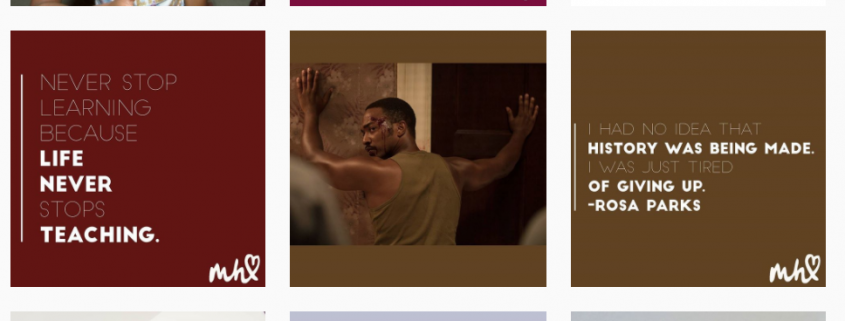 NEVER STOP
LEARNING
BECAUSE
LIFE
NEVER
STOPS
TEACHING.
mh
I HAD NO IDEA THAT
HISTORY WAS BEING MADE.
I WAS JUST TIRED
OF GIVING UP.
-ROSA PARKS
mh